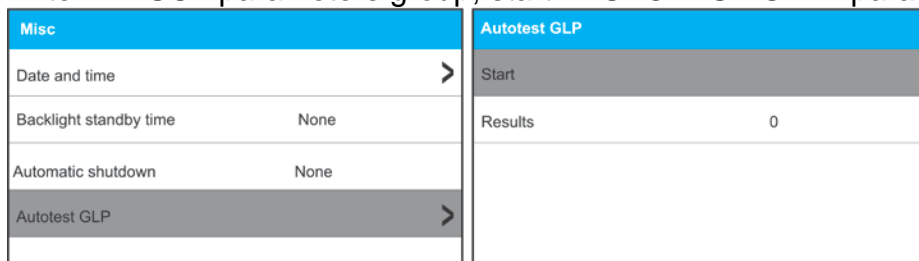 Misc
Date and time >
Backlight standby time None
Automatic shutdown None
Autotest GLP >
Autotest GLP
Start
Results 0